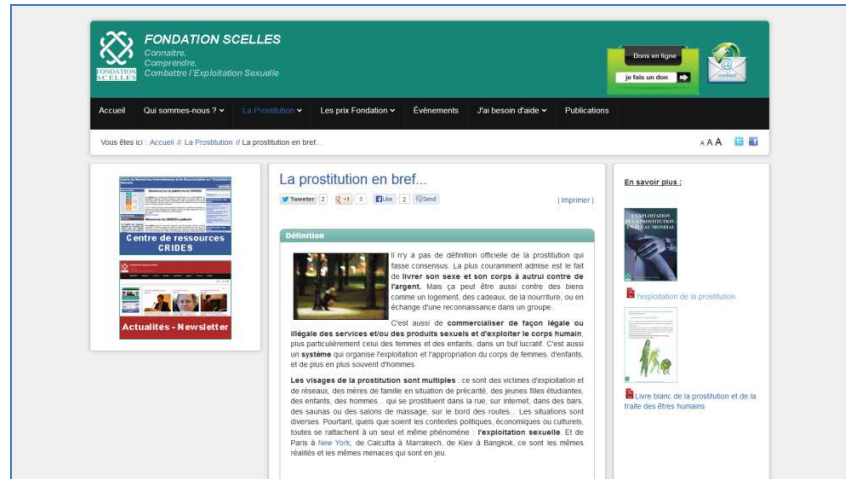 FONDATION SCELLES
Connaître,
Comprendre,
Combattre l'Exploitation Sexuelle
FONDATION
SCELLES
Dons en ligne
je fais un don
contact
Accueil Qui sommes-nous ? La Prostitution Les prix Fondation Évènements J'ai besoin d'aide Publications
Vous êtes ici : Accueil // La Prostitution // La prostitution en bref...
A A A
Centre de ressources
CRIDES
Actualités - Newsletter
La prostitution en bref...
Tweeter 2 +1 0 Like 2 Send
| Imprimer |
Définition
Il n'y a pas de définition officielle de la prostitution qui
fasse consensus. La plus couramment admise est le fait
de livrer son sexe et son corps à autrui contre de
l'argent. Mais ça peut être aussi contre des biens
comme un logement, des cadeaux, de la nourriture, ou en
échange d'une reconnaissance dans un groupe.
C'est aussi de commercialiser de façon légale ou
illégale des services et/ou des produits sexuels et d'exploiter le corps humain,
plus particulièrement celui des femmes et des enfants, dans un but lucratif. C'est aussi
un système qui organise l'exploitation et l'appropriation du corps de femmes, d'enfants,
et de plus en plus souvent d'hommes.
Les visages de la prostitution sont multiples : ce sont des victimes d'exploitation et
de réseaux, des mères de famille en situation de précarité, des jeunes filles étudiantes,
des enfants, des hommes... qui se prostituent dans la rue, sur internet, dans des bars,
des saunas ou des salons de massage, sur le bord des routes... Les situations sont
diverses. Pourtant, quels que soient les contextes politiques, économiques ou culturels,
toutes se rattachent à un seul et même phénomène : l'exploitation sexuelle. Et de
Paris à New York, de Calcutta à Marrakech, de Kiev à Bangkok, ce sont les mêmes
réalités et les mêmes menaces qui sont en jeu.
En savoir plus :
L'EXPLOITATION
DE LA PROSTITUTION :
UN FLÉAU MONDIAL
l'exploitation de la prostitution
Livre blanc de la prostitution et de la
traite des êtres humains